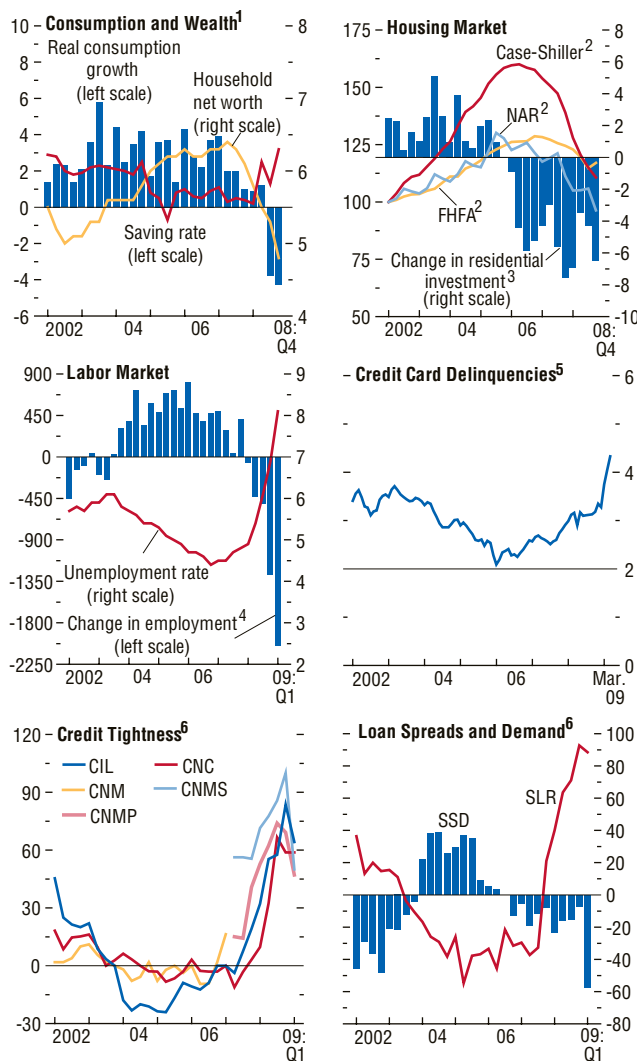 Consumption and Wealth1
10
8
6
4
2
0
-2
-4
-6
8
7
6
5
4
Real consumption
growth
(left scale)
Household
net worth
(right scale)
Saving rate
(left scale)
2002
04
06
08:
Q4
Housing Market
175
150
125
100
75
50
8
6
4
2
0
-2
-4
-6
-8
-10
Case-Shiller2
NAR2
FHFA2
Change in residential
investment3
(right scale)
2002
04
06
08:
Q4
Labor Market
900
450
0
-450
-900
-1350
-1800
-2250
9
8
7
6
5
4
3
2
Unemployment rate
(right scale)
Change in employment4
(left scale)
2002
04
06
09:
Q1
Credit Card Delinquencies5
6
4
2
0
2002
04
06
Mar.
09
Credit Tightness6
120
90
60
30
0
-30
CIL
CNC
CNM
CNMS
CNMP
2002
04
06
09:
Q1
Loan Spreads and Demand6
100
80
60
40
20
0
-20
-40
-60
-80
SSD
SLR
2002
04
06
09:
Q1